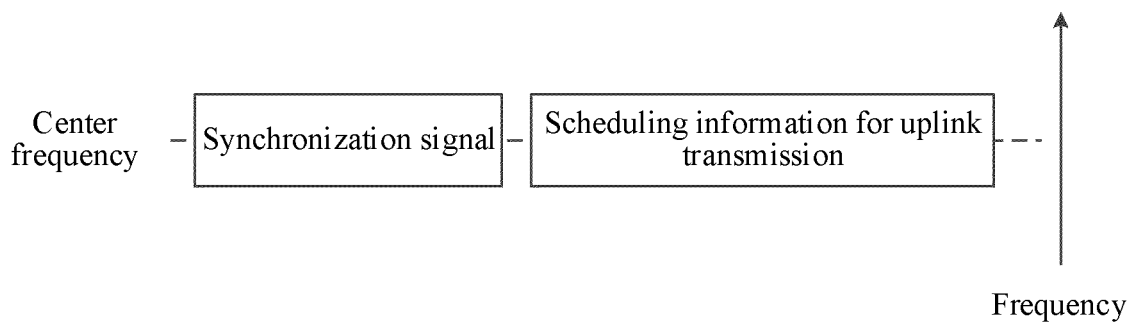 Center
frequency
Synchronization signal
Scheduling information for uplink
transmission
Frequency